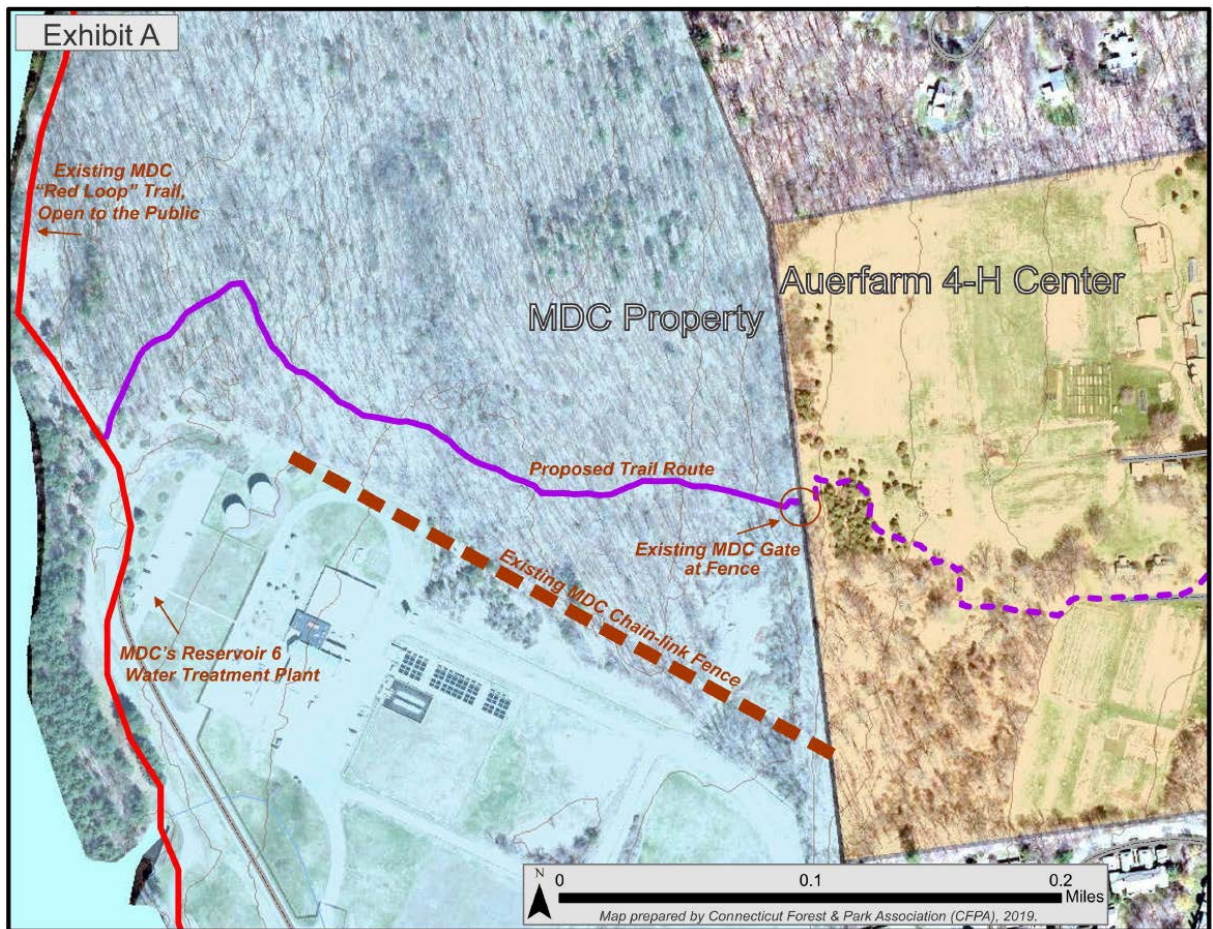 Exhibit A
Existing MDC
“Red Loop” Trail,
Open to the Public
Auerfarm 4-H Center
MDC Property
Proposed Trail Route
Existing MDC Gate
at Fence
Existing MDC Chain-link Fence
MDC's Reservoir 6
Water Treatment Plant
N
0
0.1
0.2
Miles
Map prepared by Connecticut Forest & Park Association (CFPA), 2019.